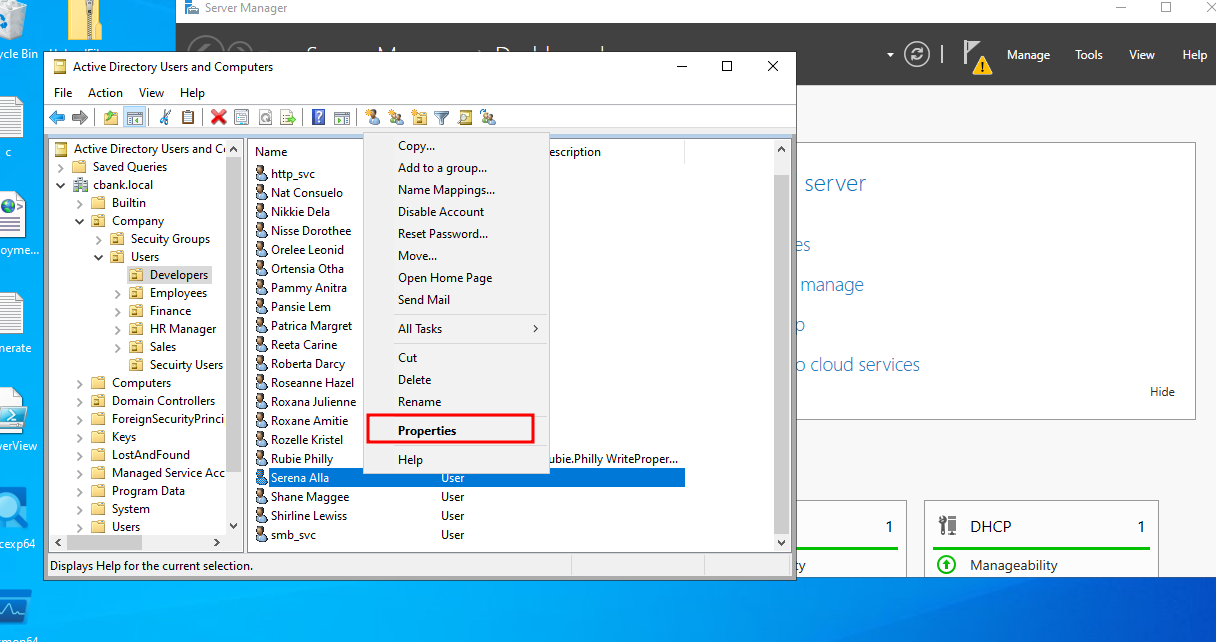 Server Manager
Manage
Tools
View
Help
Active Directory Users and Computers
File
Action
View
Help
Active Directory Users and C
Saved Queries
cbank.local
Builtin
Company
Secuity Groups
Users
Developers
Employees
Finance
HR Manager
Sales
Secuirty Users
Computers
Domain Controllers
ForeignSecurityPrinci
Keys
LostAndFound
Managed Service Acc
Program Data
System
Users
Name
escription
http_svc
Nat Consuelo
Nikkie Dela
Nisse Dorothee
Orelee Leonid
Ortensia Otha
Pammy Anitra
Pansie Lem
Patrica Margret
Reeta Carine
Roberta Darcy
Roseanne Hazel
Roxana Julienne
Roxane Amitie
Rozelle Kristel
Rubie Philly
ubie.Philly WriteProper...
Serena Alla
User
Shane Maggee
User
Shirline Lewiss
User
smb_svc
User
Copy...
Add to a group...
Name Mappings...
Disable Account
Reset Password...
Move...
Open Home Page
Send Mail
All Tasks
Cut
Delete
Rename
Properties
Help
Displays Help for the current selection.
server
es
manage
p
o cloud services
Hide
1
ty
DHCP
1
Manageability
ycle Bin
c
oyme...
nerate
verView
cexp64
mon64